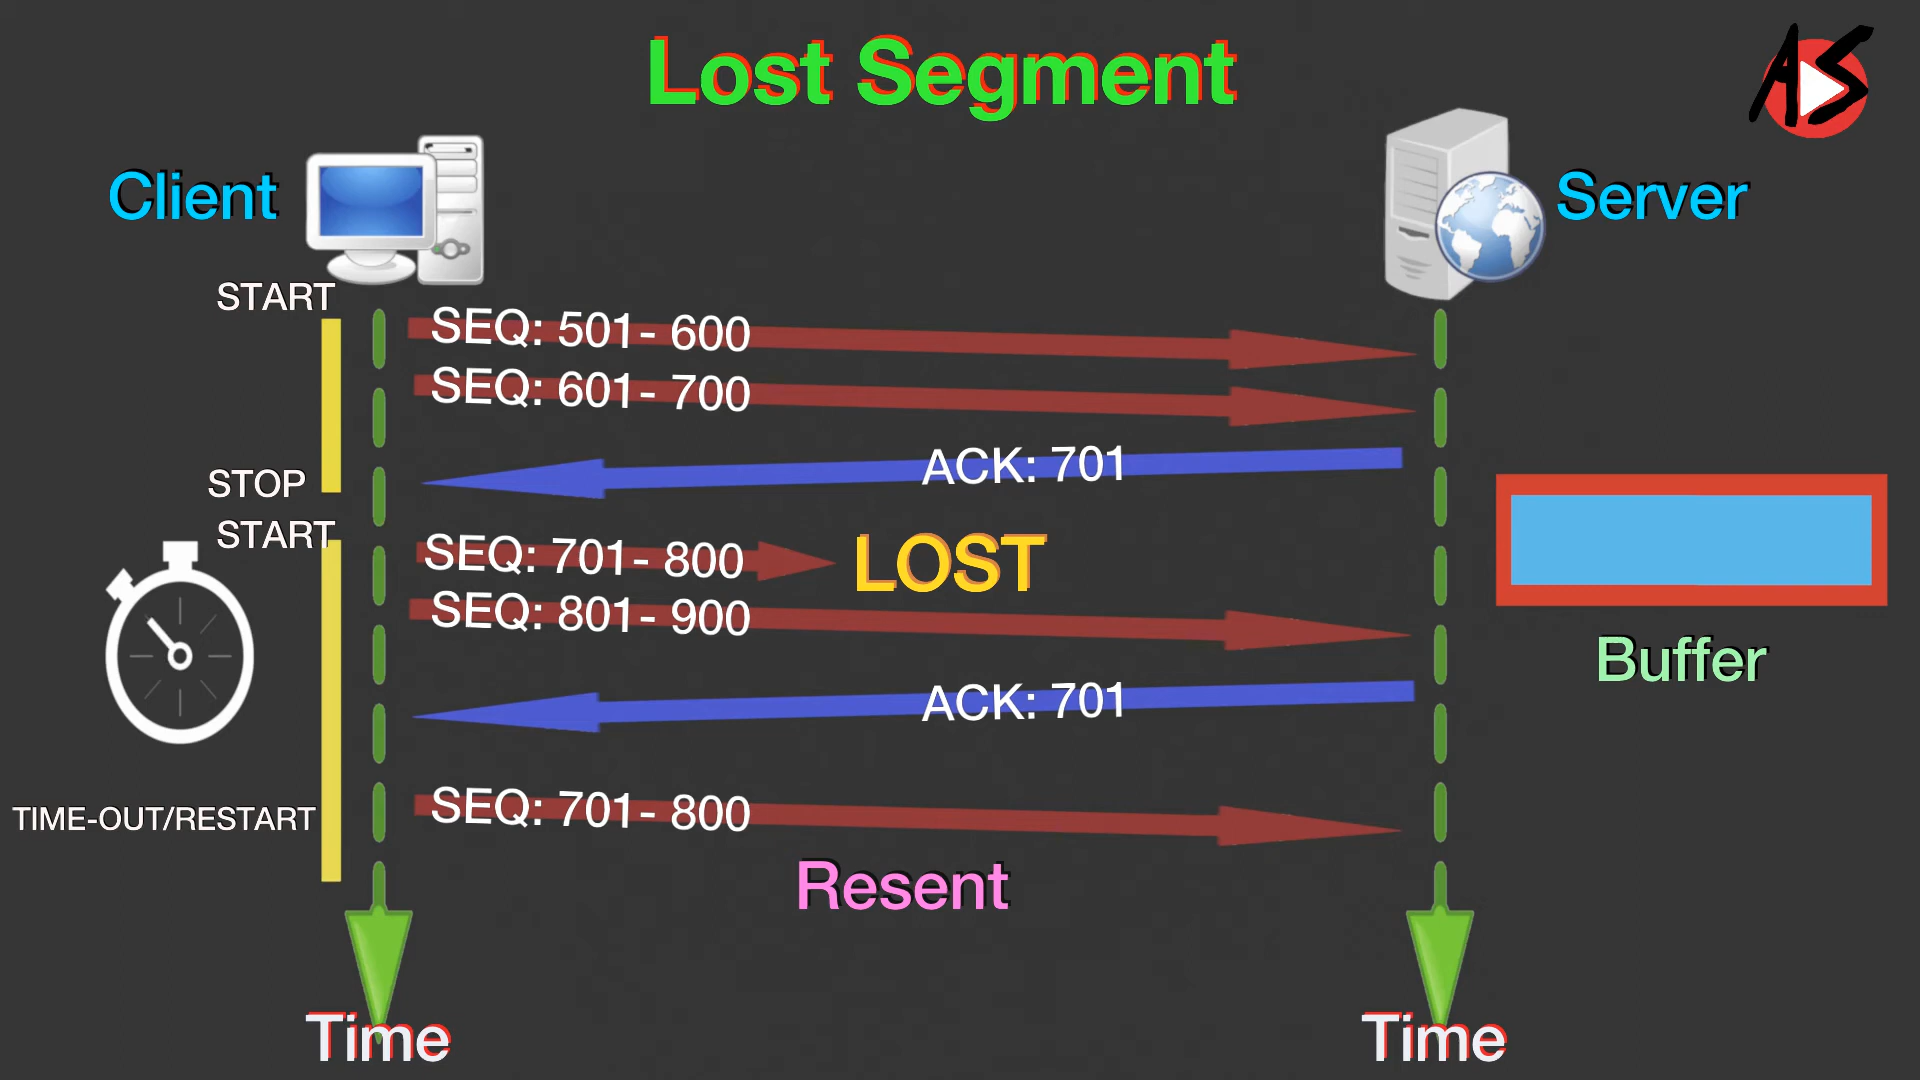 Lost Segment
AS
Client
Server
START
SEQ: 501- 600
SEQ: 601- 700
ACK: 701
STOP
START
SEQ: 701- 800
LOST
SEQ: 801- 900
Buffer
ACK: 701
TIME-OUT/RESTART
SEQ: 701- 800
Resent
Time
Time